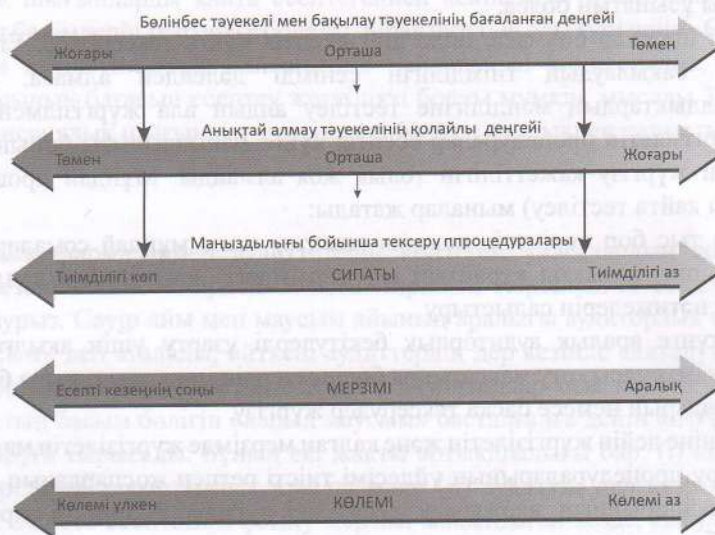 Бөлінбес тәуекелі мен бақылау тәуекелінің бағаланған деңгейі
Жоғары Орташа Төмен
Анықтай алмау тәуекелінің қолайлы деңгейі
Төмен Орташа Жоғары
Маңыздылығы бойынша тексеру ппроцедуралары
Тиімділігі көп СИПАТЫ Тиімділігі аз
Есепті кезеңнің соңы МЕРЗІМІ Аралық
Көлемі үлкен КӨЛЕМІ Көлемі аз